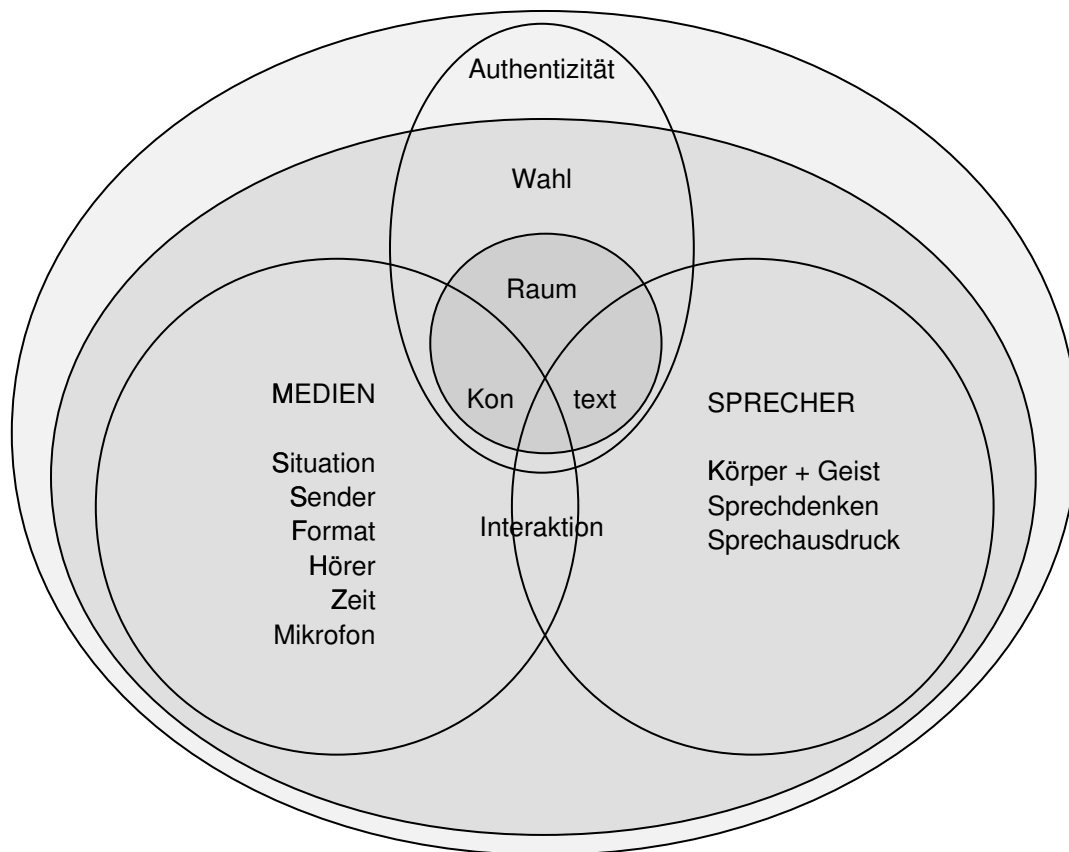 Authentizität
Wahl
Raum
Kon text
MEDIEN
Situation
Sender
Format
Hörer
Zeit
Mikrofon
Interaktion
SPRECHER
Körper + Geist
Sprechdenken
Sprechausdruck